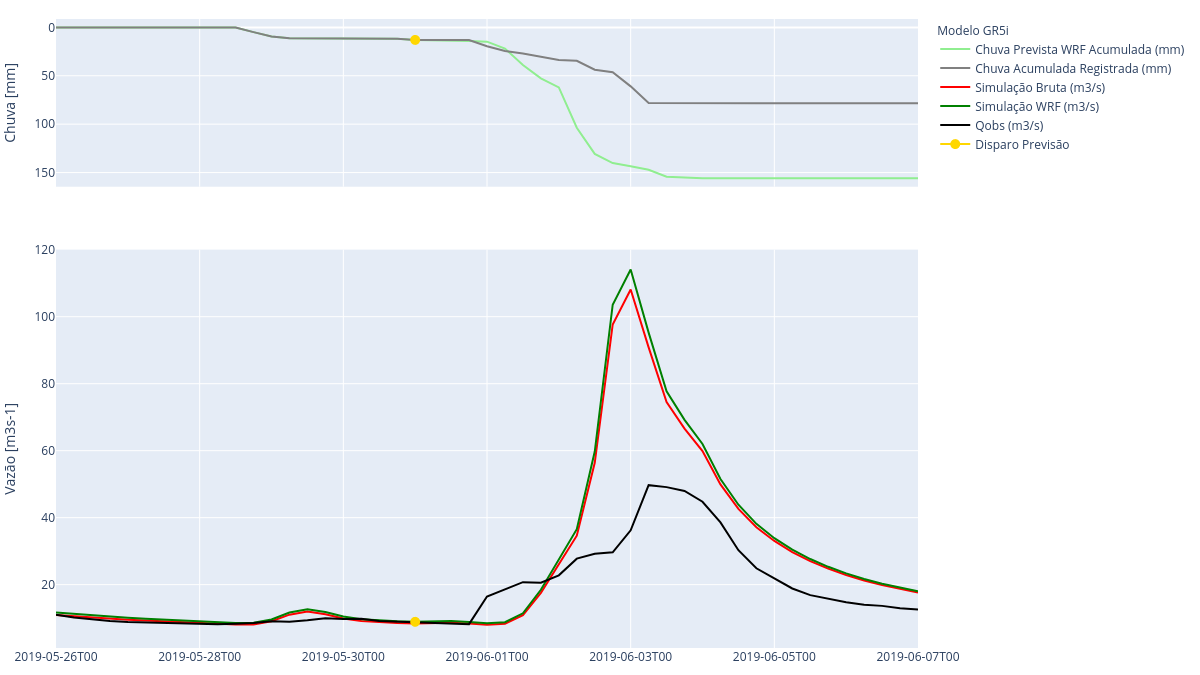 0
50
100
150
Chuva [mm]
Modelo GR5i
Chuva Prevista WRF Acumulada (mm)
Chuva Acumulada Registrada (mm)
Simulação Bruta (m3/s)
Simulação WRF (m3/s)
Qobs (m3/s)
Disparo Previsão
120
100
80
60
40
20
Vazão [m3s-1]
2019-05-26T00
2019-05-28T00
2019-05-30T00
2019-06-01T00
2019-06-03T00
2019-06-05T00
2019-06-07T00